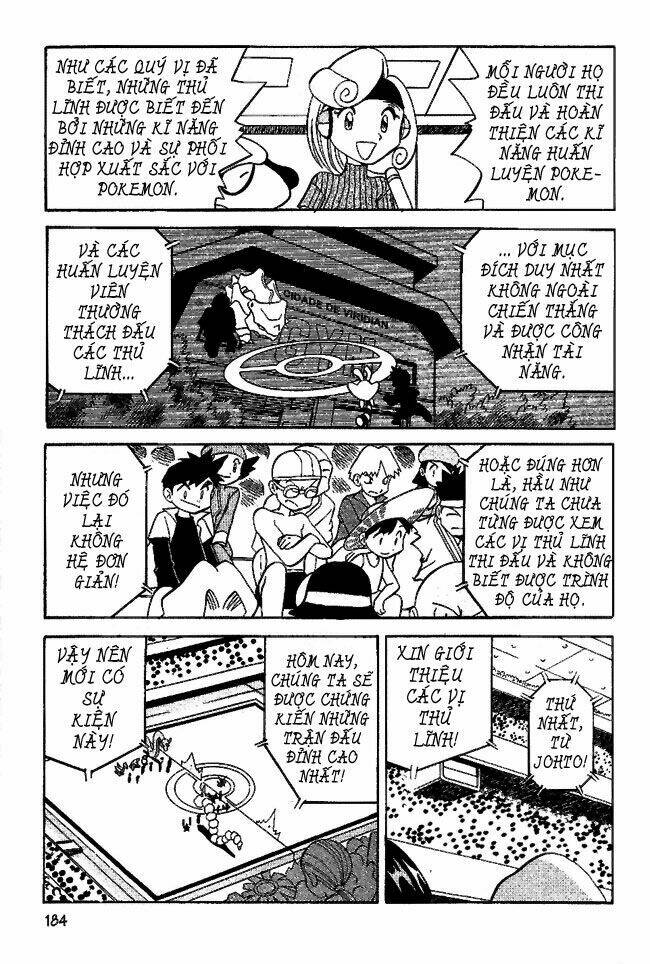 NHƯ CÁC QUÝ VỊ ĐÃ
BIẾT, NHỮNG THỦ
LĨNH ĐƯỢC BIẾT ĐẾN
BỞI NHỮNG KĨ NĂNG
ĐỈNH CAO VÀ SỰ PHỐI
HỢP XUẤT SẮC VỚI
POKEMON.
MỖI NGƯỜI HỌ
ĐỀU LUÔN THI
ĐẤU VÀ HOÀN
THIỆN CÁC KĨ
NĂNG HUẤN
LUYỆN POKE-
MON.
VÀ CÁC
HUẤN LUYỆN
VIÊN
THƯỜNG
THÁCH ĐẤU
CÁC THỦ
LĨNH...
CIDADE DE VIRIDIAN
... VỚI MỤC
ĐÍCH DUY NHẤT
KHÔNG NGOÀI
CHIẾN THẮNG
VÀ ĐƯỢC CÔNG
NHẬN TÀI
NĂNG.
NHƯNG
VIỆC ĐÓ
LẠI
KHÔNG
HỀ ĐƠN
GIẢN!
HOẶC ĐÚNG HƠN
LÀ, HẦU NHƯ
CHÚNG TA CHƯA
TỪNG ĐƯỢC XEM
CÁC VỊ THỦ LĨNH
THI ĐẤU VÀ KHÔNG
BIẾT ĐƯỢC TRÌNH
ĐỘ CỦA HỌ.
VẬY NÊN
MỚI CÓ
SỰ
KIỆN
NÀY!
HÔM NAY,
CHÚNG TA SẼ
ĐƯỢC CHỨNG
KIẾN NHỮNG
TRẬN ĐẤU
ĐỈNH CAO
NHẤT!
XIN GIỚI
THIỆU
CÁC VỊ
THỦ
LĨNH!
THỨ
NHẤT,
TỪ
JOHTO!
184